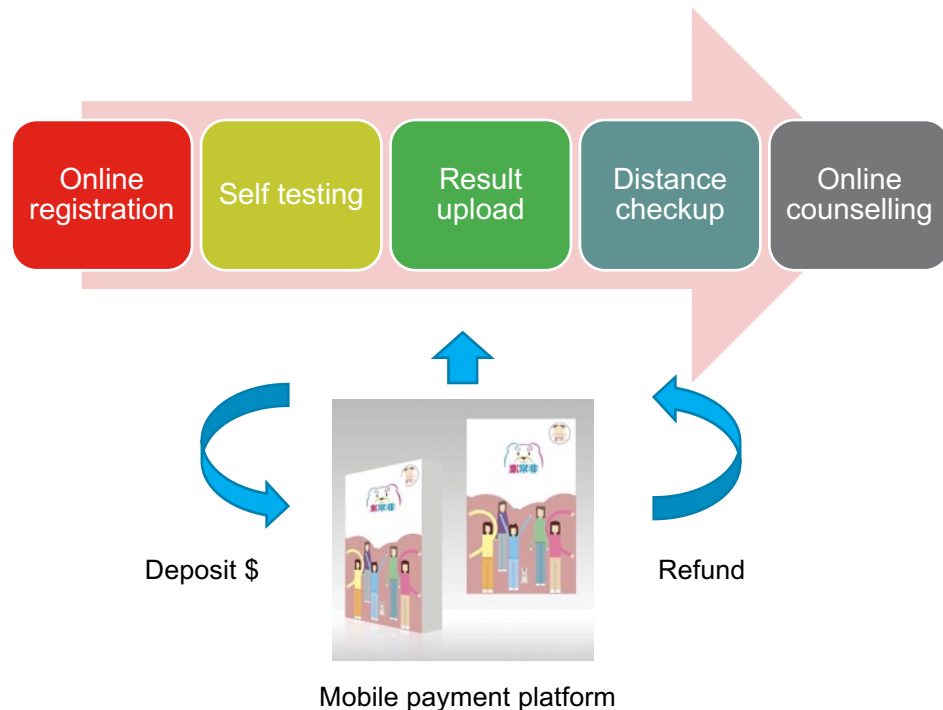 Online
registration
Self testing
Result
upload
Distance
checkup
Online
counselling
Deposit $
Refund
Mobile payment platform